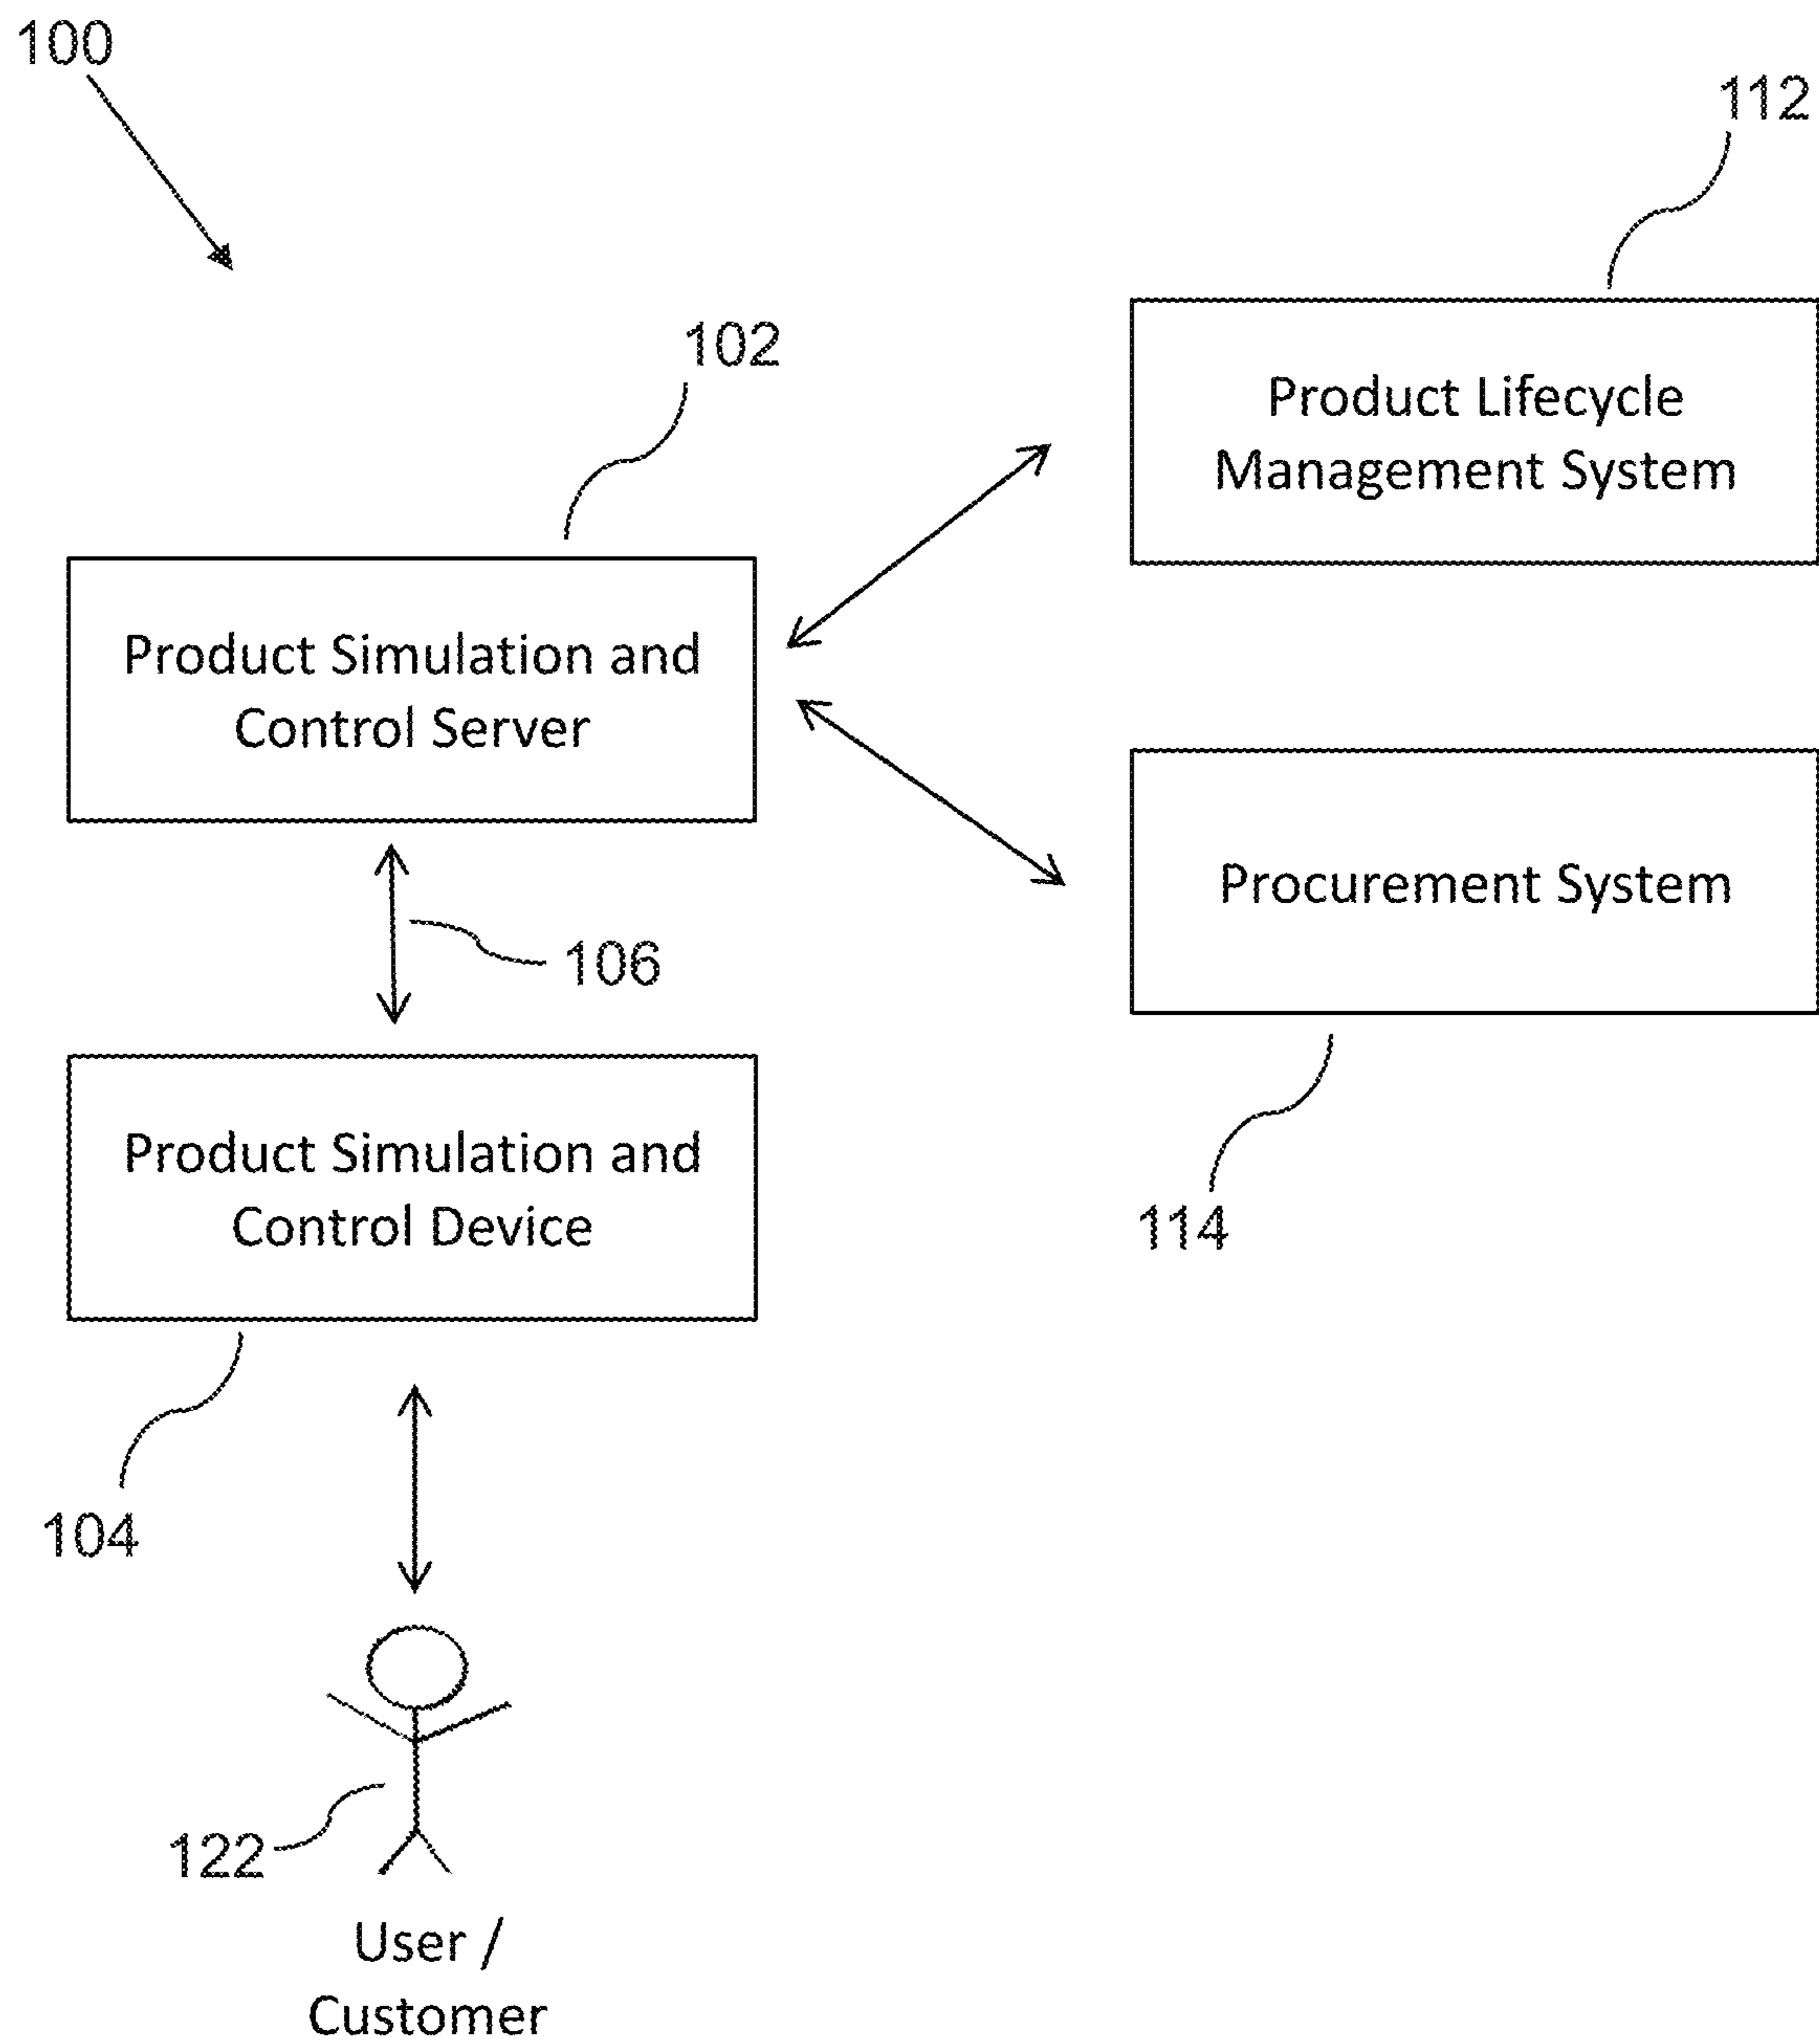 100
112
102
Product Lifecycle
Management System
Product Simulation and
Control Server
Procurement System
106
Product Simulation and
Control Device
114
104
122
User /
Customer